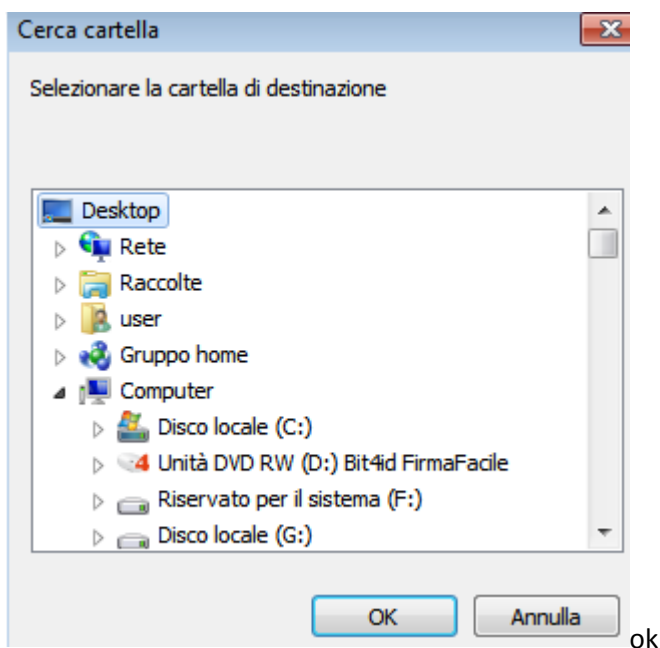 Cerca cartella
Selezionare la cartella di destinazione
Desktop
Rete
Raccolte
user
Gruppo home
Computer
Disco locale (C:)
Unità DVD RW (D:) Bit4id FirmaFacile
Riservato per il sistema (F:)
Disco locale (G:)
OK Annulla
ok